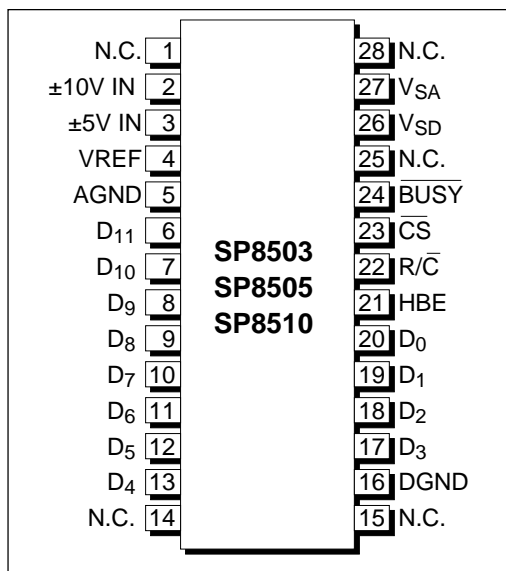 N.C. 1 28 N.C.
±10V IN 2 27 VSA
±5V IN 3 26 VSD
VREF 4 25 N.C.
AGND 5 24 B̅U̅S̅Y̅
D11 6 23 C̅S̅
D10 7 22 R/C̅
D9 8 21 HBE
D8 9 20 D0
D7 10 19 D1
D6 11 18 D2
D5 12 17 D3
D4 13 16 DGND
N.C. 14 15 N.C.
SP8503
SP8505
SP8510